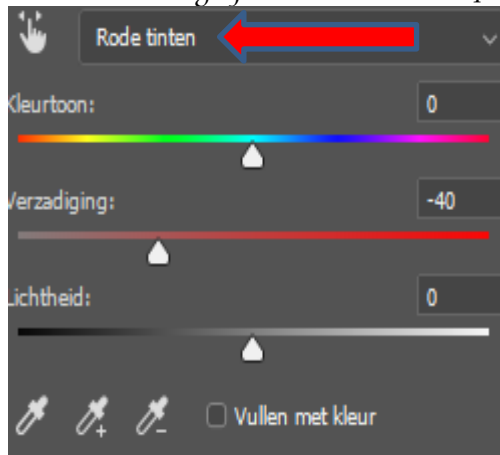 Rode tinten
Kleurtoon: 0
Verzadiging: -40
Lichtheid: 0
Vullen met kleur